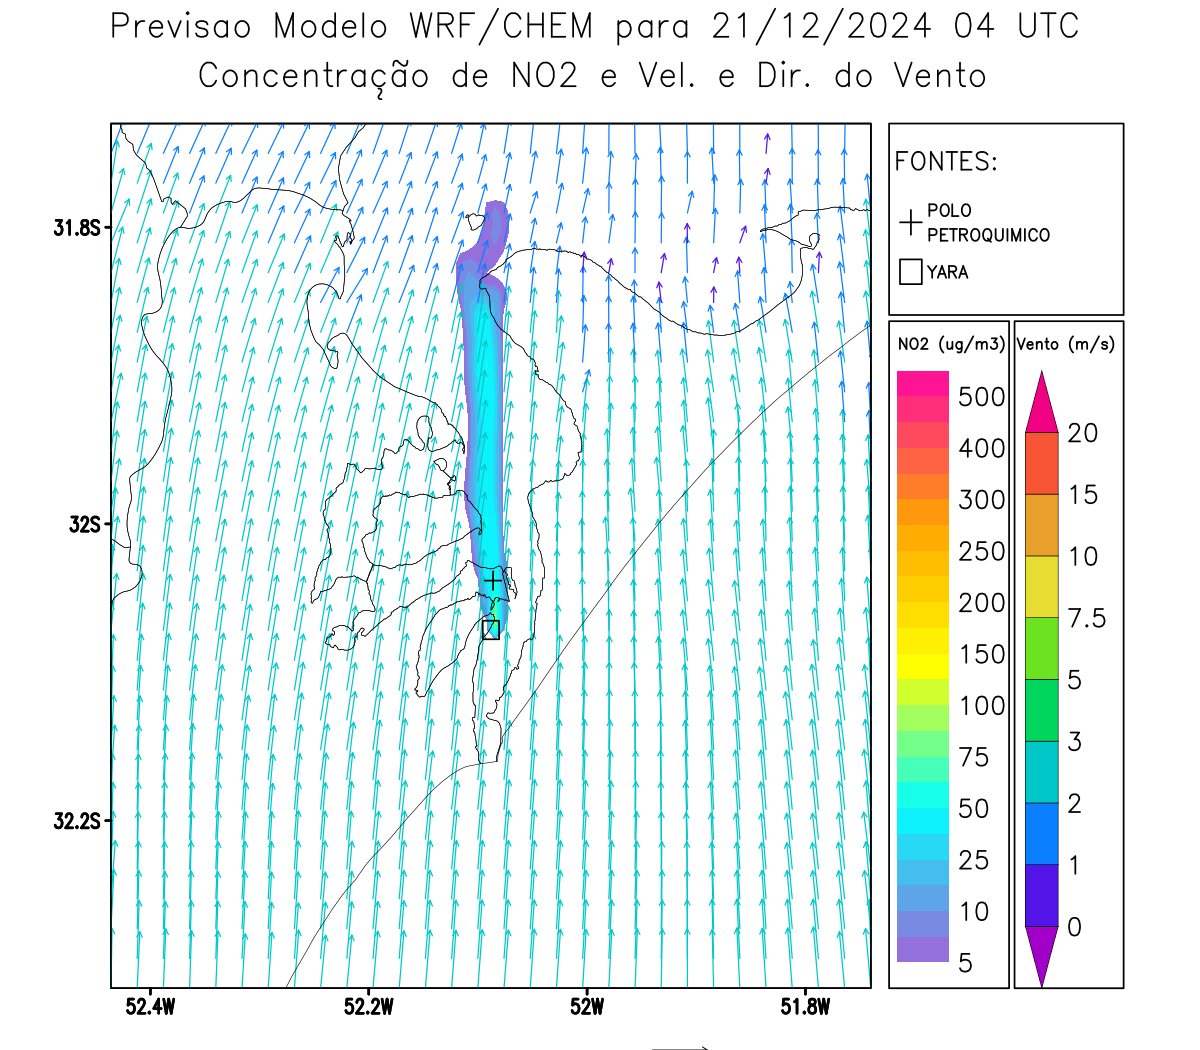 Previsao Modelo WRF/CHEM para 21/12/2024 04 UTC
Concentração de NO2 e Vel. e Dir. do Vento
FONTES:
POLO
PETROQUIMICO
YARA
NO2 (ug/m3)
500
400
300
250
200
150
100
75
50
25
10
5
Vento (m/s)
20
15
10
7.5
5
3
2
1
0
31.8S
32S
32.2S
52.4W
52.2W
52W
51.8W